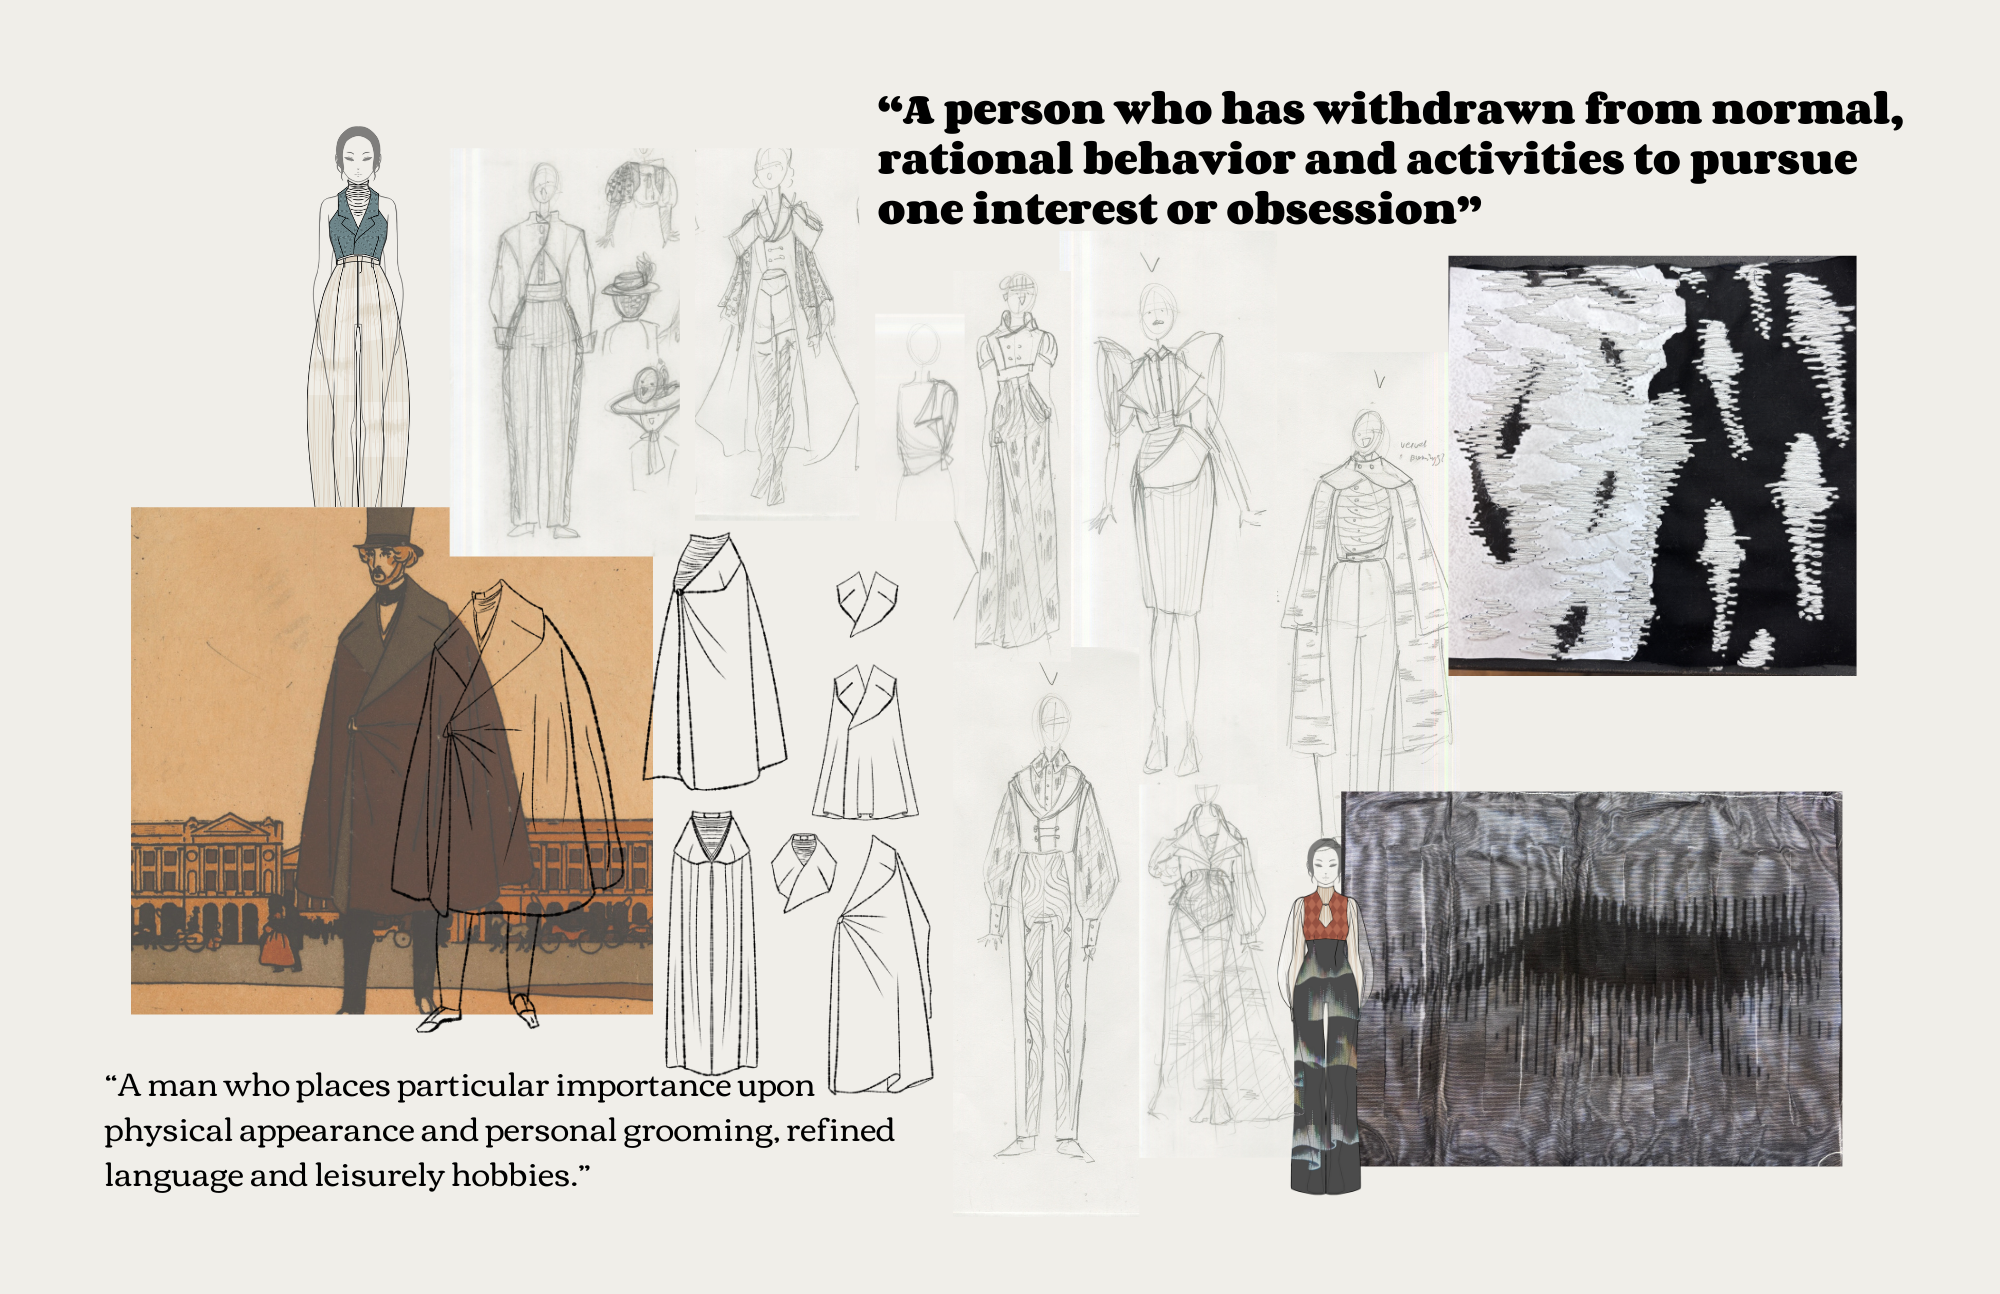 “A person who has withdrawn from normal,
rational behavior and activities to pursue
one interest or obsession”
velvet
“A man who places particular importance upon
physical appearance and personal grooming, refined
language and leisurely hobbies.”